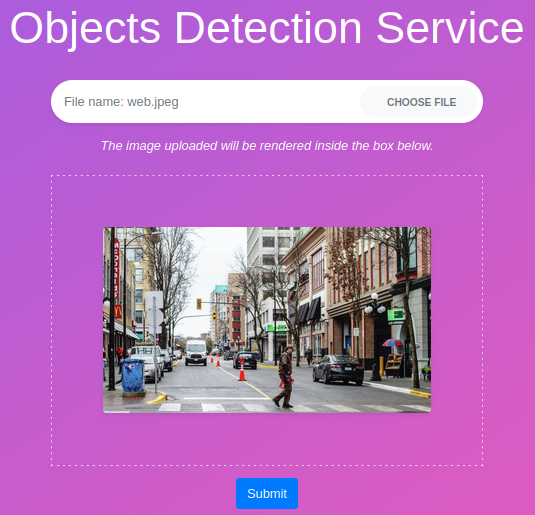 Objects Detection Service
File name: web.jpeg
CHOOSE FILE
The image uploaded will be rendered inside the box below.
McDonald's
Submit